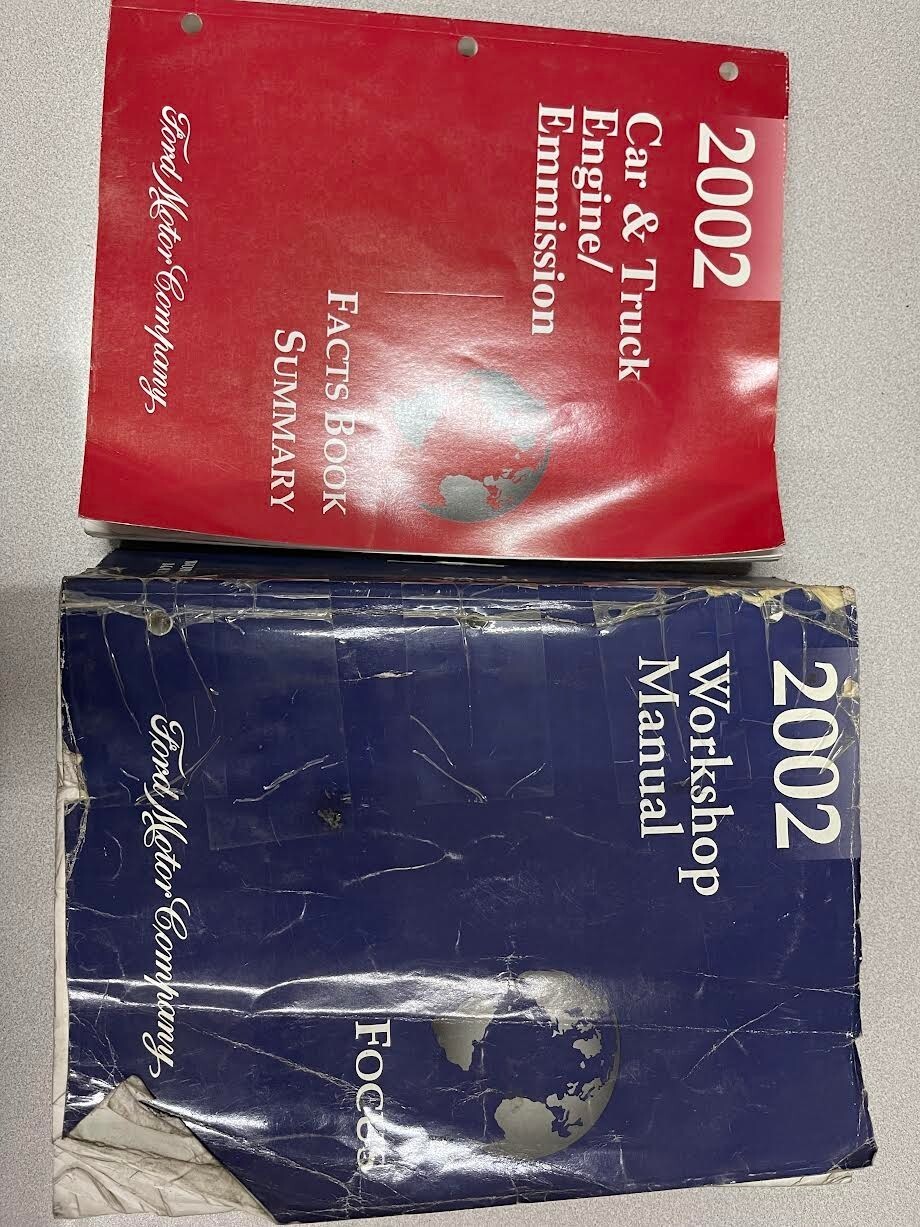 2002
Car & Truck
Engine/
Emmission
FACTS BOOK
SUMMARY
Ford Motor Company,
2002
Workshop
Manual
FOCUS
Ford Motor Company,